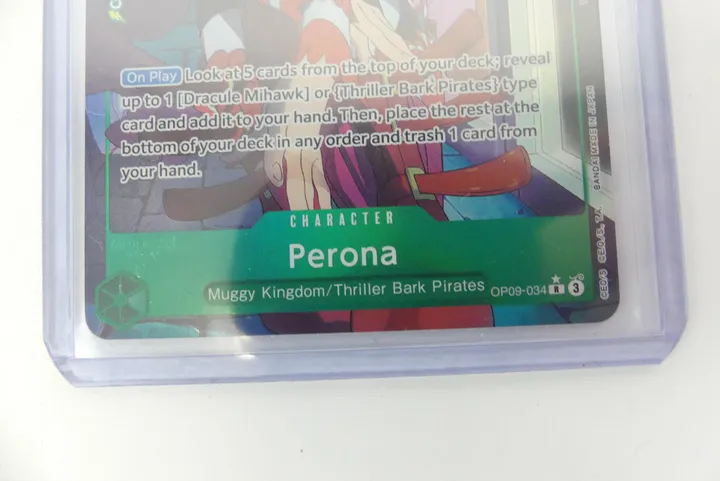 On Play Look at 5 cards from the top of your deck; reveal
up to 1 [Dracule Mihawk] or {Thriller Bark Pirates} type
card and add it to your hand. Then, place the rest at the
bottom of your deck in any order and trash 1 card from
your hand.
CHARACTER
Perona
Muggy Kingdom/Thriller Bark Pirates OP09-034 R 3
BANDAI MADE IN JAPAN